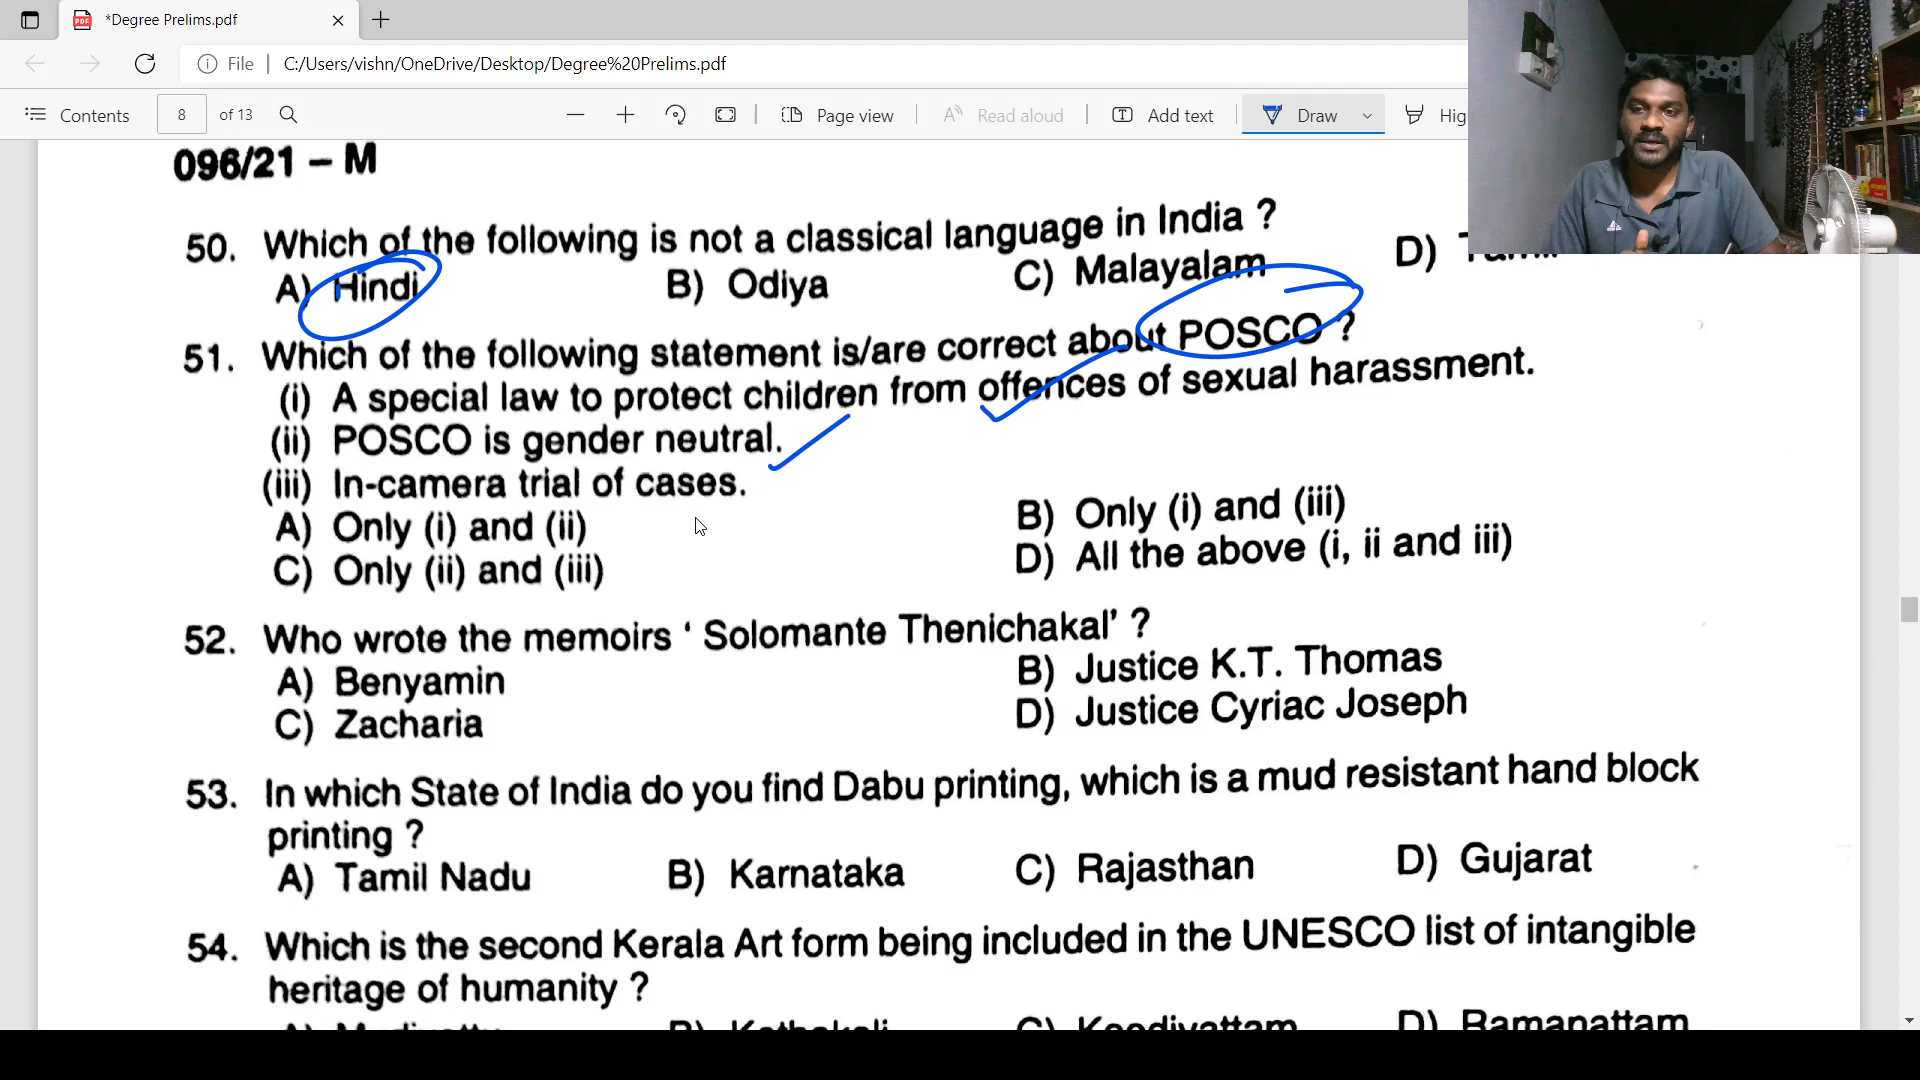 *Degree Prelims.pdf
File
C:/Users/vishn/OneDrive/Desktop/Degree%20Prelims.pdf
Contents 8 of 13 Page view Read aloud Add text Draw
096/21 – M
50. Which of the following is not a classical language in India ?
A) Hindi B) Odiya C) Malayalam D)
51. Which of the following statement is/are correct about POSCO ?
(i) A special law to protect children from offences of sexual harassment.
(ii) POSCO is gender neutral.
(iii) In-camera trial of cases.
A) Only (i) and (ii) B) Only (i) and (iii)
C) Only (ii) and (iii) D) All the above (i, ii and iii)
52. Who wrote the memoirs ‘ Solomante Thenichakal’ ?
A) Benyamin B) Justice K.T. Thomas
C) Zacharia D) Justice Cyriac Joseph
53. In which State of India do you find Dabu printing, which is a mud resistant hand block
printing ?
A) Tamil Nadu B) Karnataka C) Rajasthan D) Gujarat
54. Which is the second Kerala Art form being included in the UNESCO list of intangible
heritage of humanity ?
B) Kathakali C) Koodiyattam D) Ramanattam